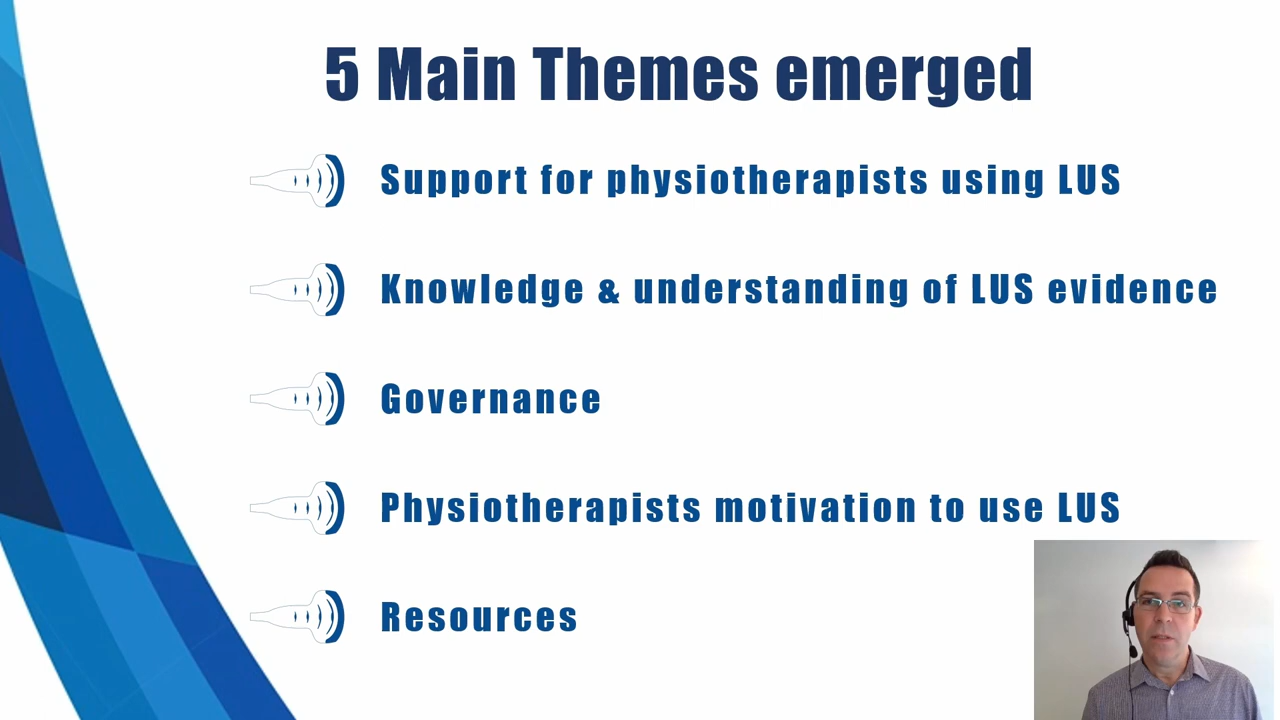 5 Main Themes emerged
Support for physiotherapists using LUS
Knowledge & understanding of LUS evidence
Governance
Physiotherapists motivation to use LUS
Resources